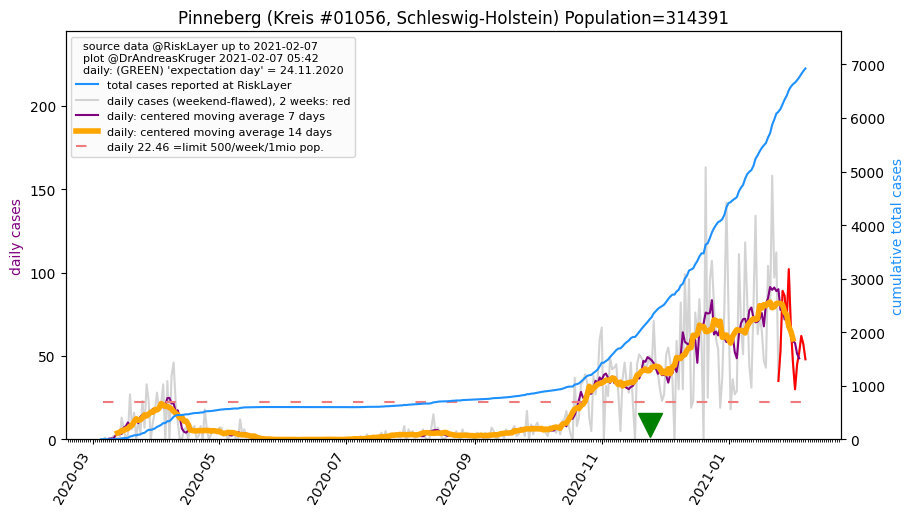 Pinneberg (Kreis #01056, Schleswig-Holstein) Population=314391
source data @RiskLayer up to 2021-02-07
plot @DrAndreasKruger 2021-02-07 05:42
daily: (GREEN) 'expectation day' = 24.11.2020
total cases reported at RiskLayer
daily cases (weekend-flawed), 2 weeks: red
daily: centered moving average 7 days
daily: centered moving average 14 days
daily 22.46 =limit 500/week/1mio pop.
daily cases
200
150
100
50
0
cumulative total cases
7000
6000
5000
4000
3000
2000
1000
0
2020-03
2020-05
2020-07
2020-09
2020-11
2021-01